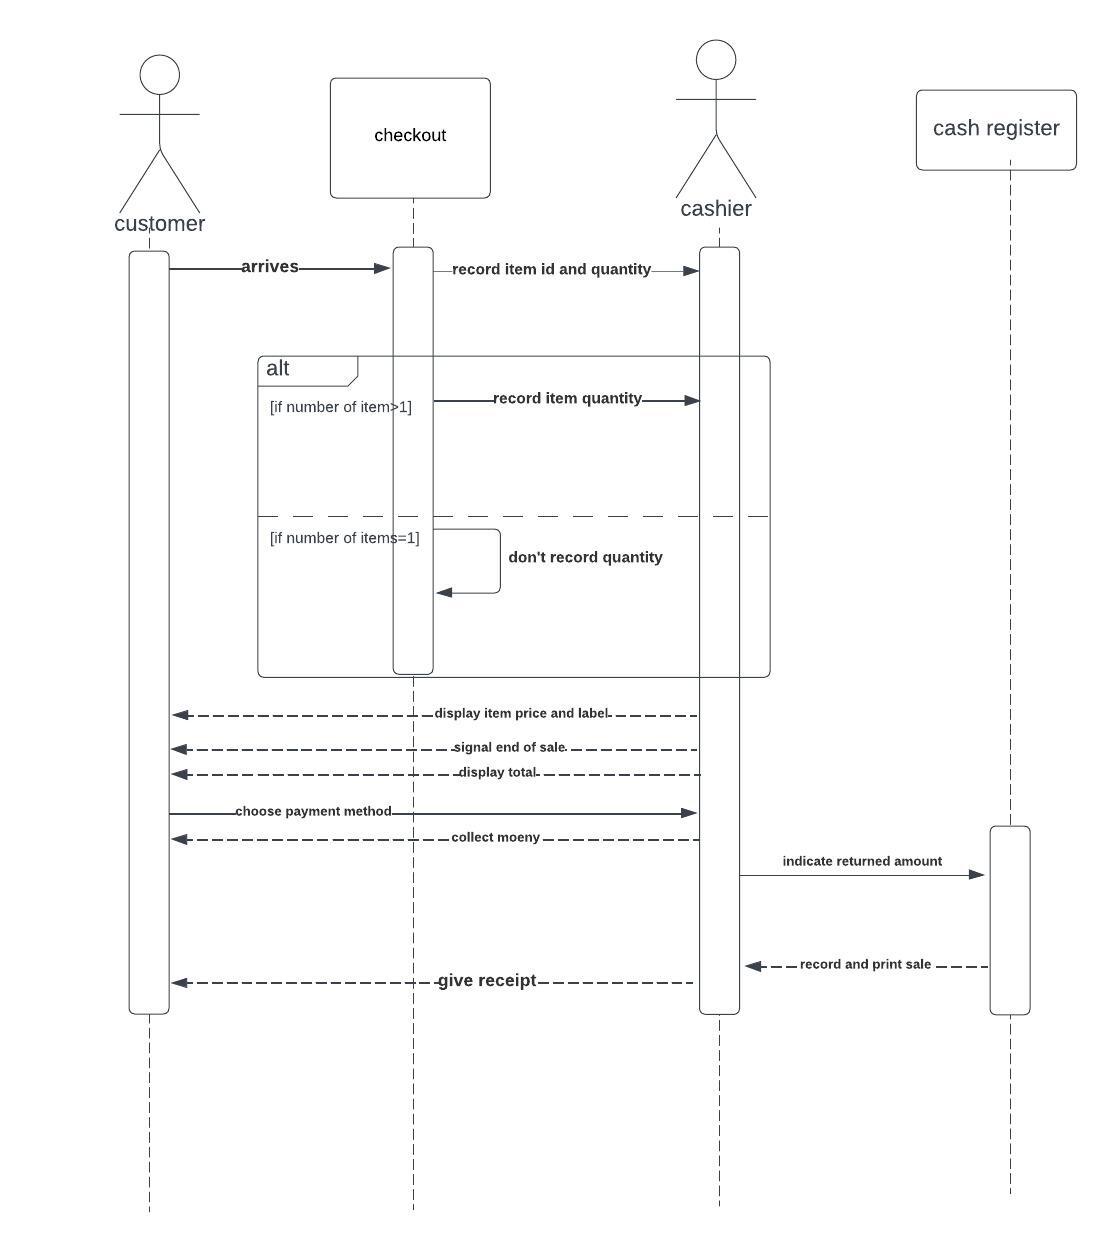 customer
checkout
cashier
cash register
arrives
record item id and quantity
alt
[if number of item>1]
record item quantity
[if number of items=1]
don't record quantity
display item price and label
signal end of sale
display total
choose payment method
collect moeny
indicate returned amount
record and print sale
give receipt